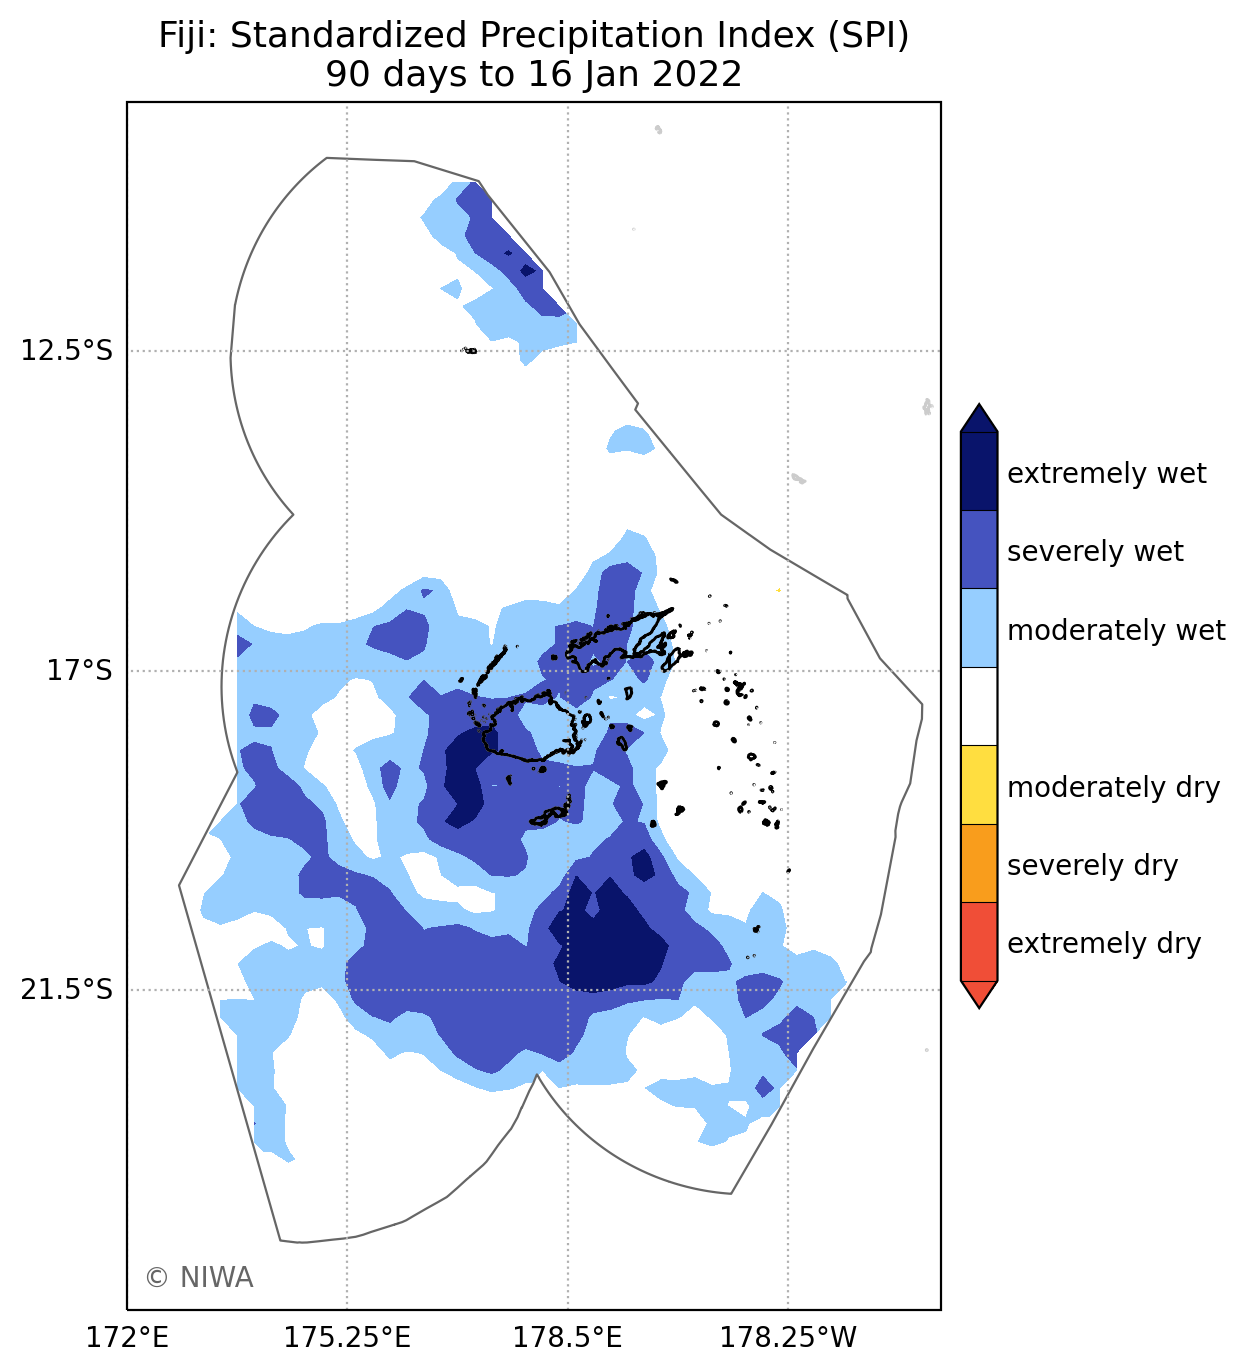 Fiji: Standardized Precipitation Index (SPI)
90 days to 16 Jan 2022
12.5°S
17°S
21.5°S
172°E
175.25°E
178.5°E
178.25°W
extremely wet
severely wet
moderately wet
moderately dry
severely dry
extremely dry
© NIWA